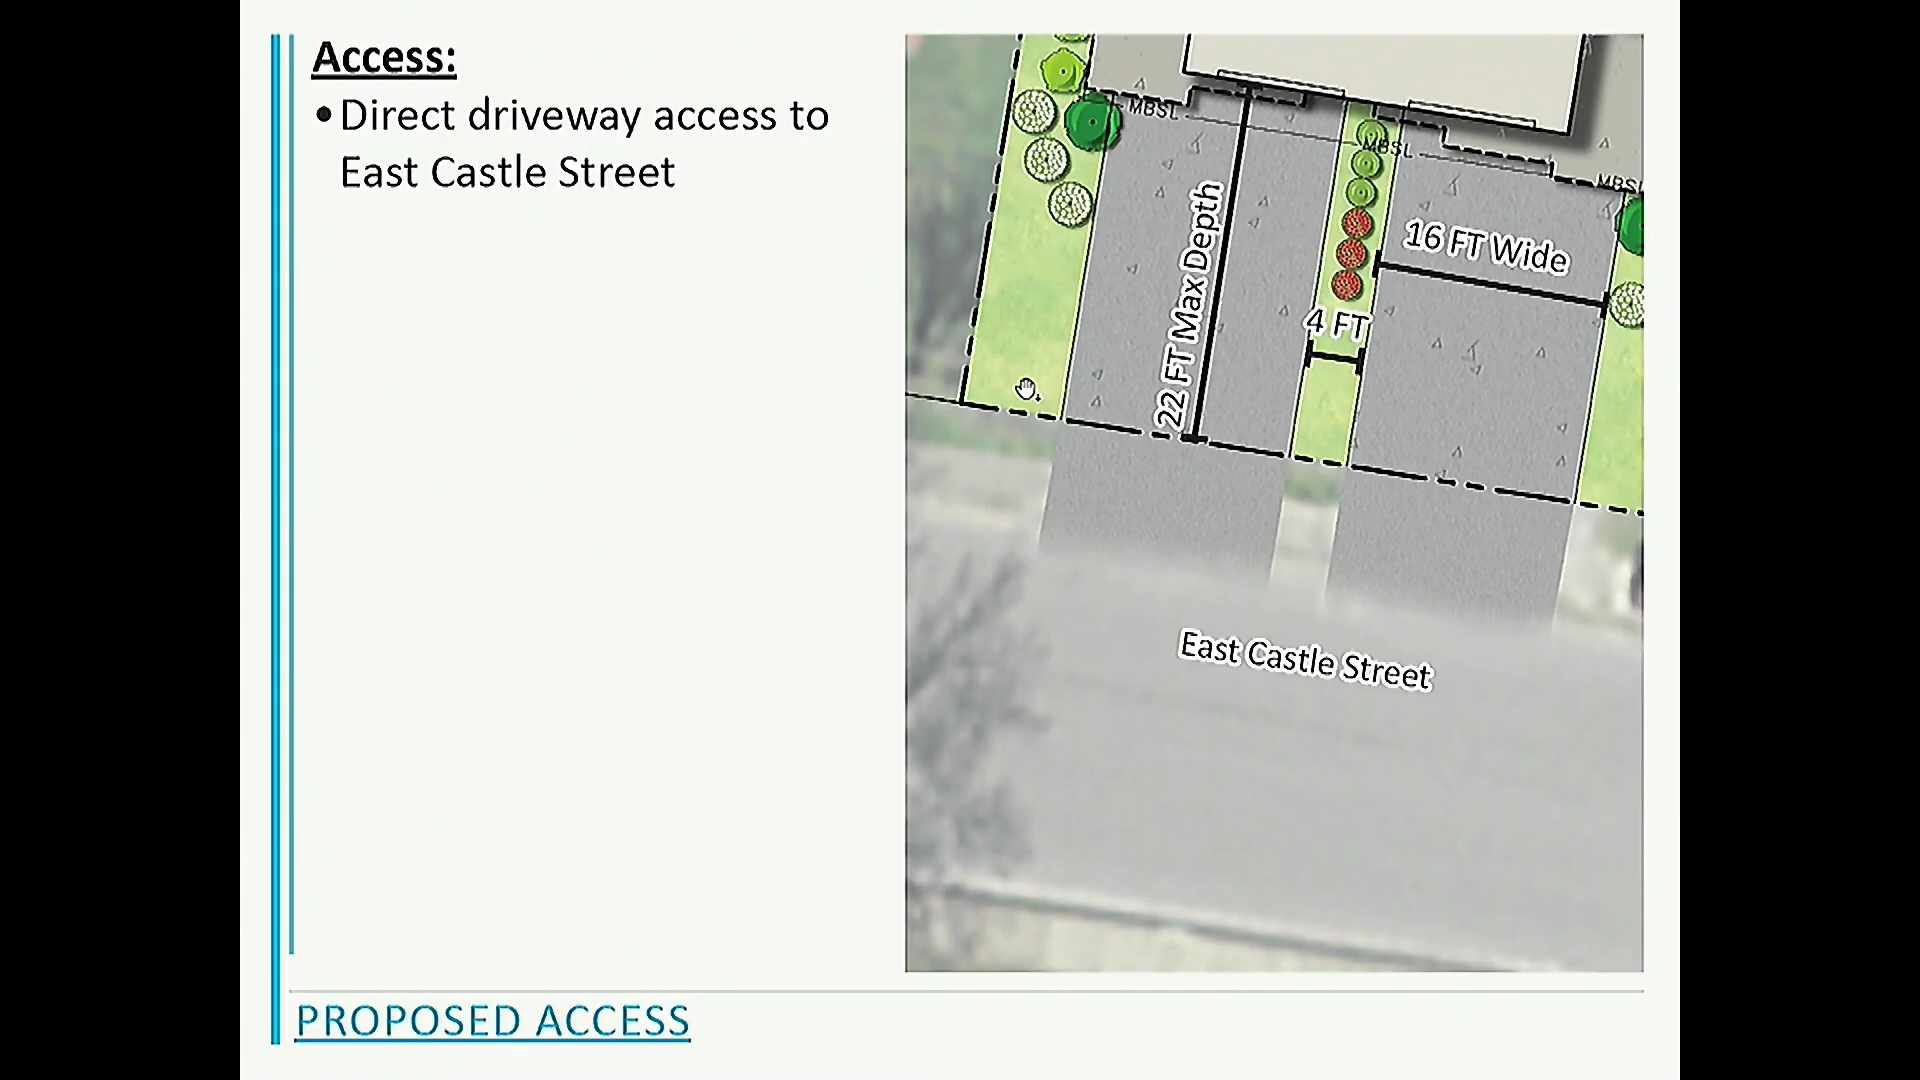 Access:
• Direct driveway access to
East Castle Street
MBSL
MBSL
MBSL
22 FT Max Depth
16 FT Wide
4 FT
East Castle Street
PROPOSED ACCESS